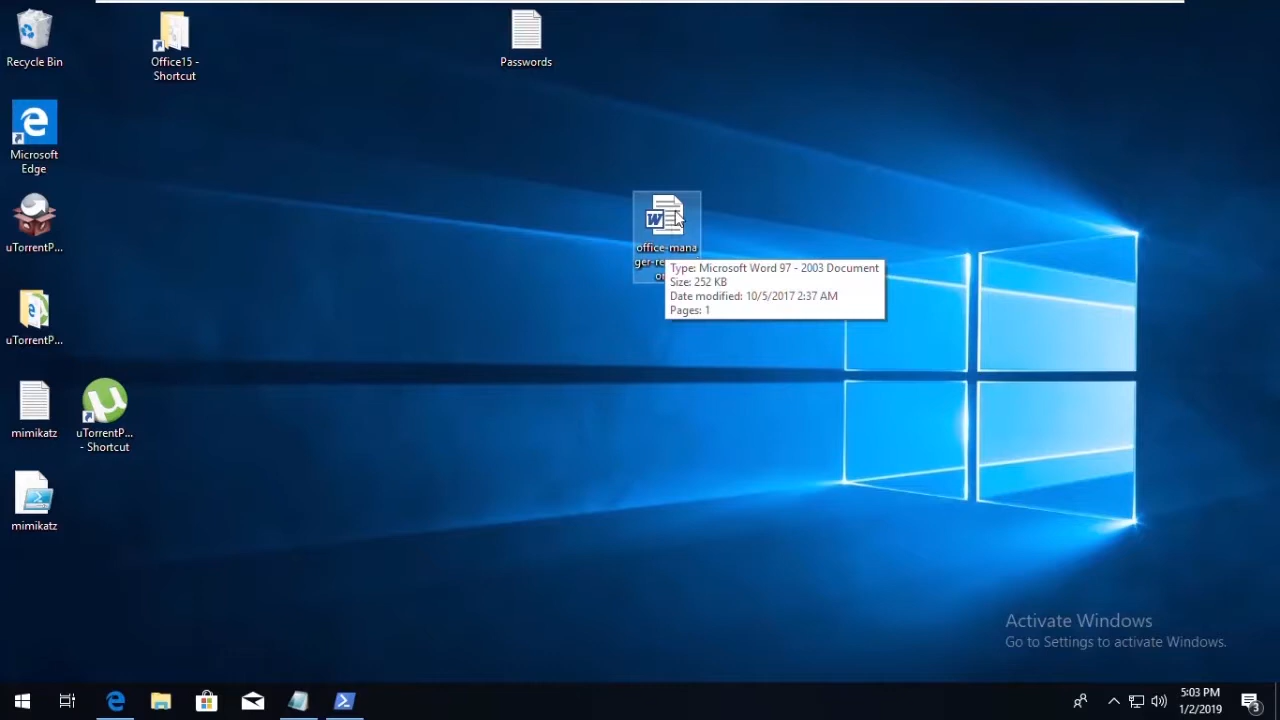 Recycle Bin
Office15 -
Shortcut
Passwords
Microsoft
Edge
uTorrentP...
uTorrentP...
mimikatz
uTorrentP...
- Shortcut
mimikatz
W
office-mana
Type: Microsoft Word 97 - 2003 Document
Size: 252 KB
Date modified: 10/5/2017 2:37 AM
Pages: 1
Activate Windows
Go to Settings to activate Windows.
5:03 PM
1/2/2019
3